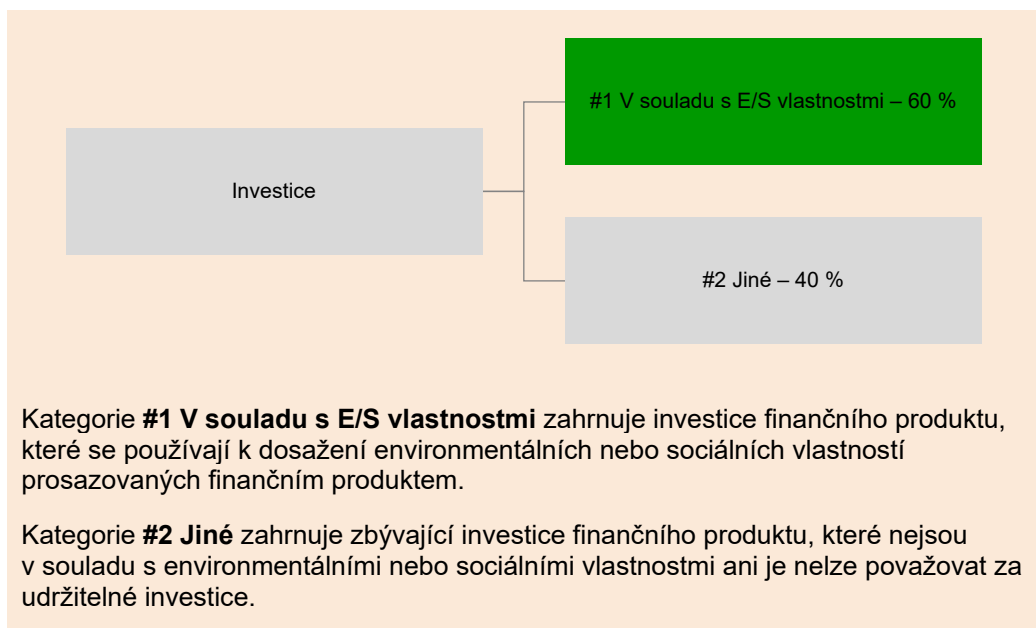 #1 V souladu s E/S vlastnostmi – 60 %
Investice
#2 Jiné – 40 %
Kategorie #1 V souladu s E/S vlastnostmi zahrnuje investice finančního produktu,
které se používají k dosažení environmentálních nebo sociálních vlastností
prosazovaných finančním produktem.
Kategorie #2 Jiné zahrnuje zbývající investice finančního produktu, které nejsou
v souladu s environmentálními nebo sociálními vlastnostmi ani je nelze považovat za
udržitelné investice.